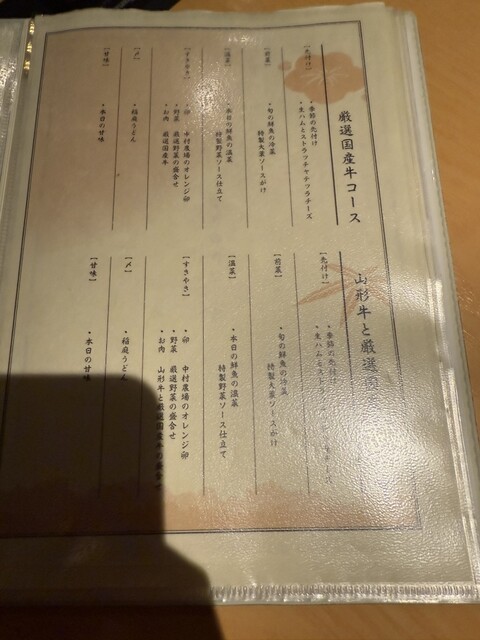 厳選国産牛コース
【先付け】
・季節の先付け
・生ハムとストラッチャテッラチーズ
【前菜】
・旬の鮮魚の冷菜
特製大葉ソースがけ
【温菜】
・本日の鮮魚の温菜
特製野菜ソース仕立て
【すきやき】
・卵 中村農場のオレンジ卵
・野菜 厳選野菜の盛合せ
・お肉 厳選国産牛
【〆】
・稲庭うどん
【甘味】
・本日の甘味
山形牛と厳選国
【先付け】
・季節の先付け
・生ハムとスト
【前菜】
・旬の鮮魚の冷菜
特製大葉ソースがけ
【温菜】
・本日の鮮魚の温菜
特製野菜ソース仕立て
【すきやき】
・卵 中村農場のオレンジ卵
・野菜 厳選野菜の盛合せ
・お肉 山形牛と厳選国産牛の盛合せ
【〆】
・稲庭うどん
【甘味】
・本日の甘味